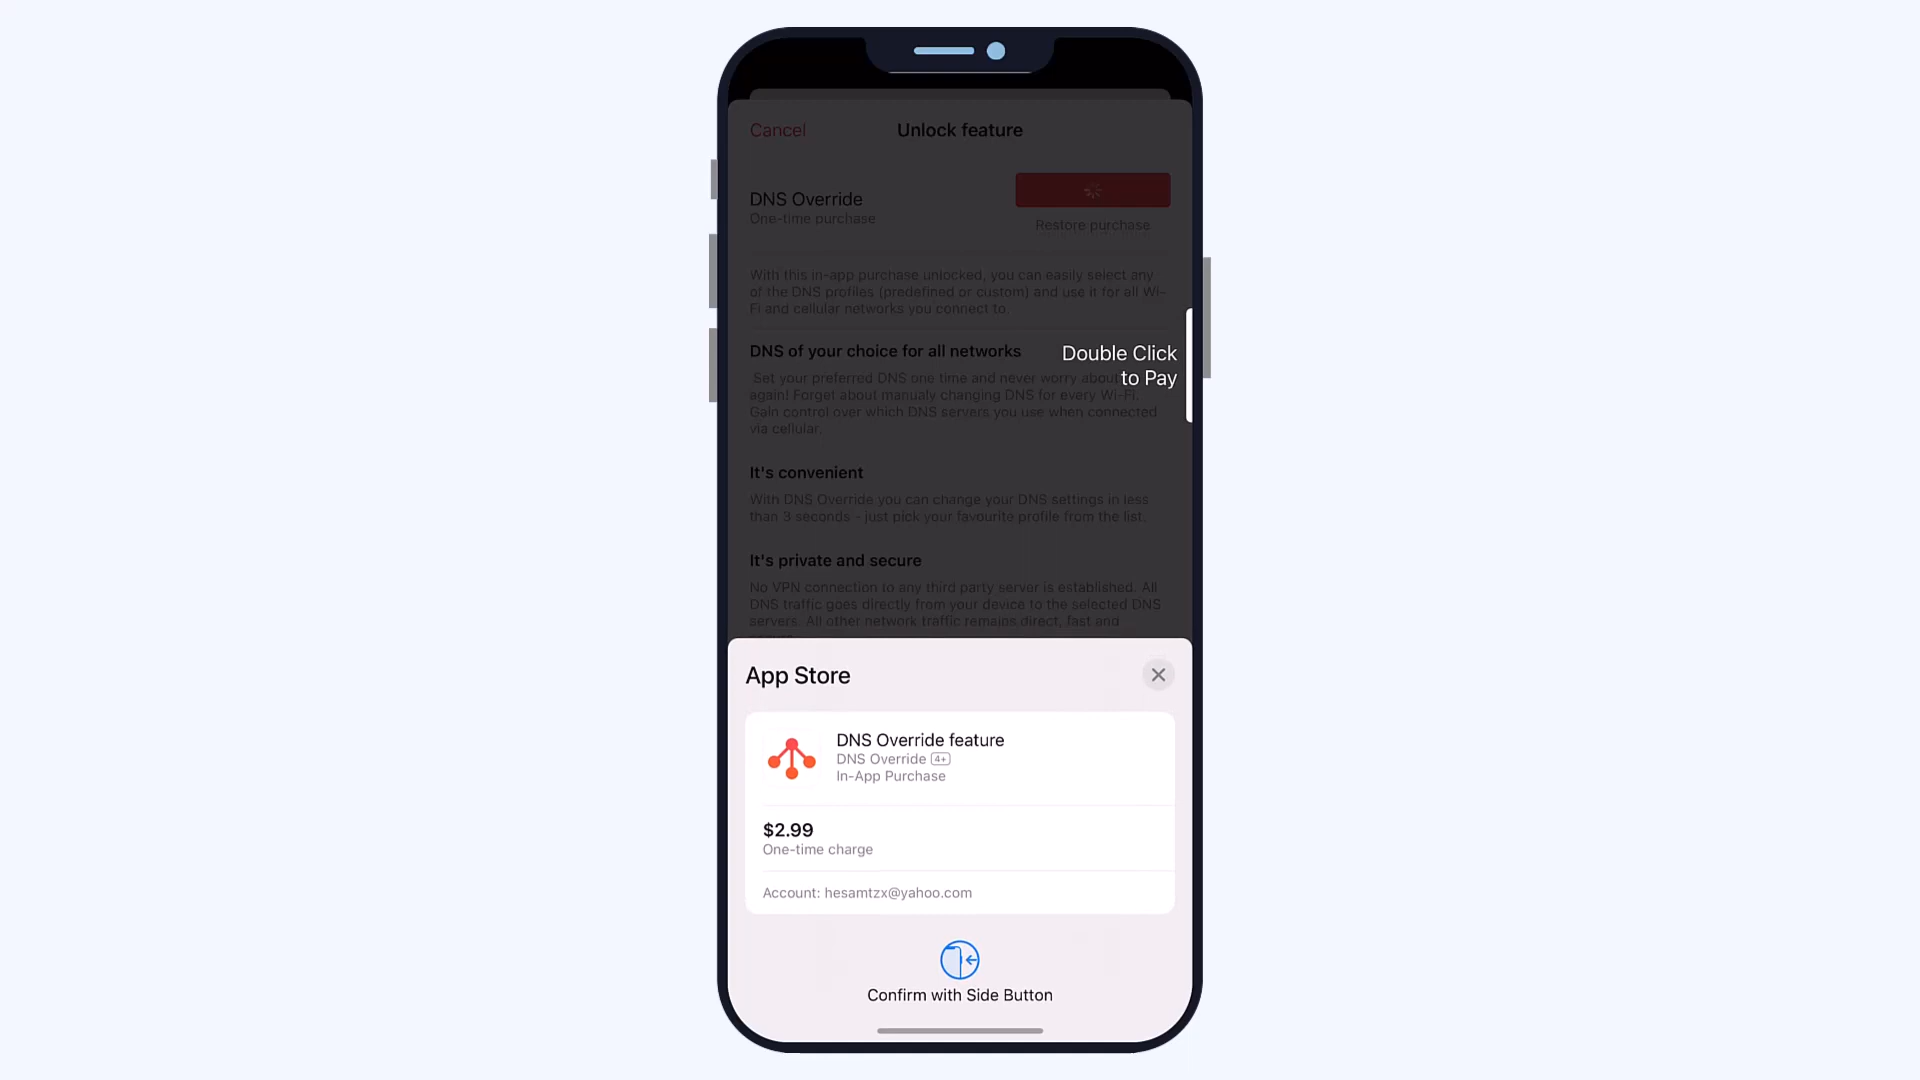 Cancel
Unlock feature
DNS Override
One-time purchase
Restore purchase
With this in-app purchase unlocked, you can easily select any
of the DNS profiles (predefined or custom) and use it for all Wi-
Fi and cellular networks you connect to.
DNS of your choice for all networks
Set your preferred DNS one time and never worry about
again! Forget about manualy changing DNS for every Wi-Fi.
Gain control over which DNS servers you use when connected
via cellular.
Double Click
to Pay
It's convenient
With DNS Override you can change your DNS settings in less
than 3 seconds - just pick your favourite profile from the list.
It's private and secure
No VPN connection to any third party server is established. All
DNS traffic goes directly from your device to the selected DNS
servers. All other network traffic remains direct, fast and
App Store
DNS Override feature
DNS Override 4+
In-App Purchase
$2.99
One-time charge
Account: hesamtzx@yahoo.com
Confirm with Side Button